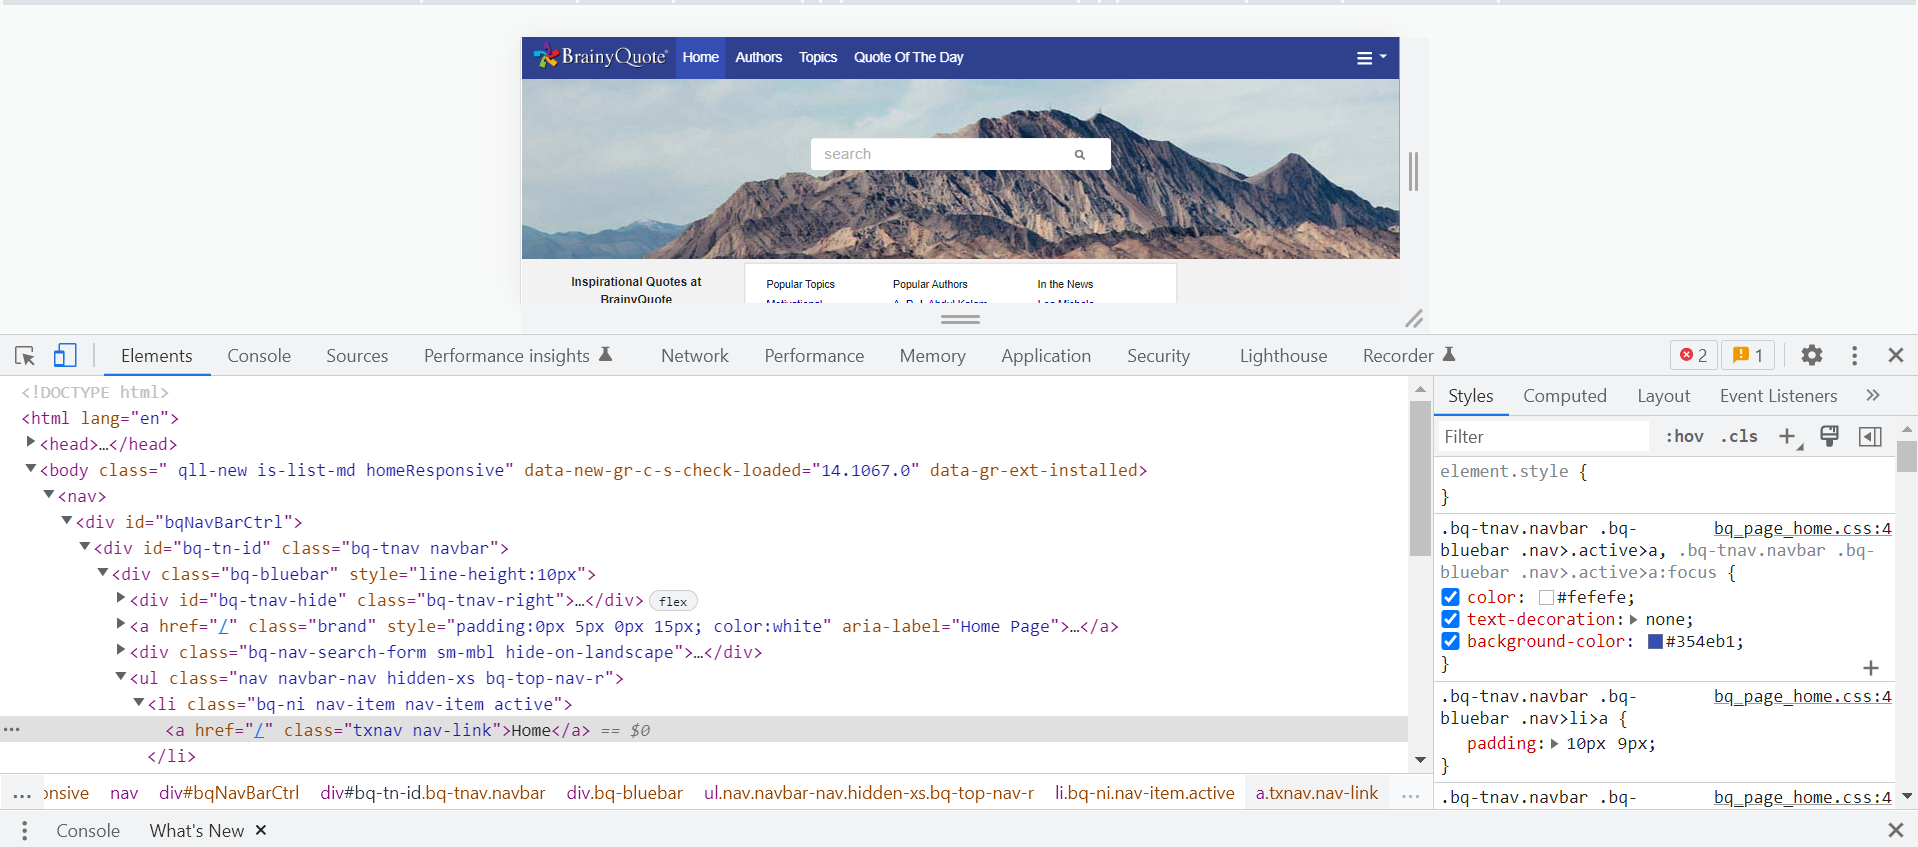 BrainyQuote Home Authors Topics Quote Of The Day
search
Inspirational Quotes at
BrainyQuote
Popular Topics Popular Authors In the News
Motivational A. P. J. Abdul Kalam Lea Michele
Elements Console Sources Performance insights Network Performance Memory Application Security Lighthouse Recorder 2 1
<!DOCTYPE html>
<html lang="en">
<head>…</head>
<body class=" qll-new is-list-md homeResponsive" data-new-gr-c-s-check-loaded="14.1067.0" data-gr-ext-installed>
<nav>
<div id="bqNavBarCtrl">
<div id="bq-tn-id" class="bq-tnav navbar">
<div class="bq-bluebar" style="line-height:10px">
<div id="bq-tnav-hide" class="bq-tnav-right">…</div> flex
<a href="/" class="brand" style="padding:0px 5px 0px 15px; color:white" aria-label="Home Page">…</a>
<div class="bq-nav-search-form sm-mbl hide-on-landscape">…</div>
<ul class="nav navbar-nav hidden-xs bq-top-nav-r">
<li class="bq-ni nav-item nav-item active">
… <a href="/" class="txnav nav-link">Home</a> == $0
</li>
… onsive nav div#bqNavBarCtrl div#bq-tn-id.bq-tnav.navbar div.bq-bluebar ul.nav.navbar-nav.hidden-xs.bq-top-nav-r li.bq-ni.nav-item.active a.txnav.nav-link …
Styles Computed Layout Event Listeners »
Filter :hov .cls +
element.style {
}
.bq-tnav.navbar .bq- bq_page_home.css:4
bluebar .nav>.active>a, .bq-tnav.navbar .bq-
bluebar .nav>.active>a:focus {
color: #fefefe;
text-decoration: none;
background-color: #354eb1;
}
.bq-tnav.navbar .bq- bq_page_home.css:4
bluebar .nav>li>a {
padding: 10px 9px;
}
.bq-tnav.navbar .bq- bq_page_home.css:4
Console What's New